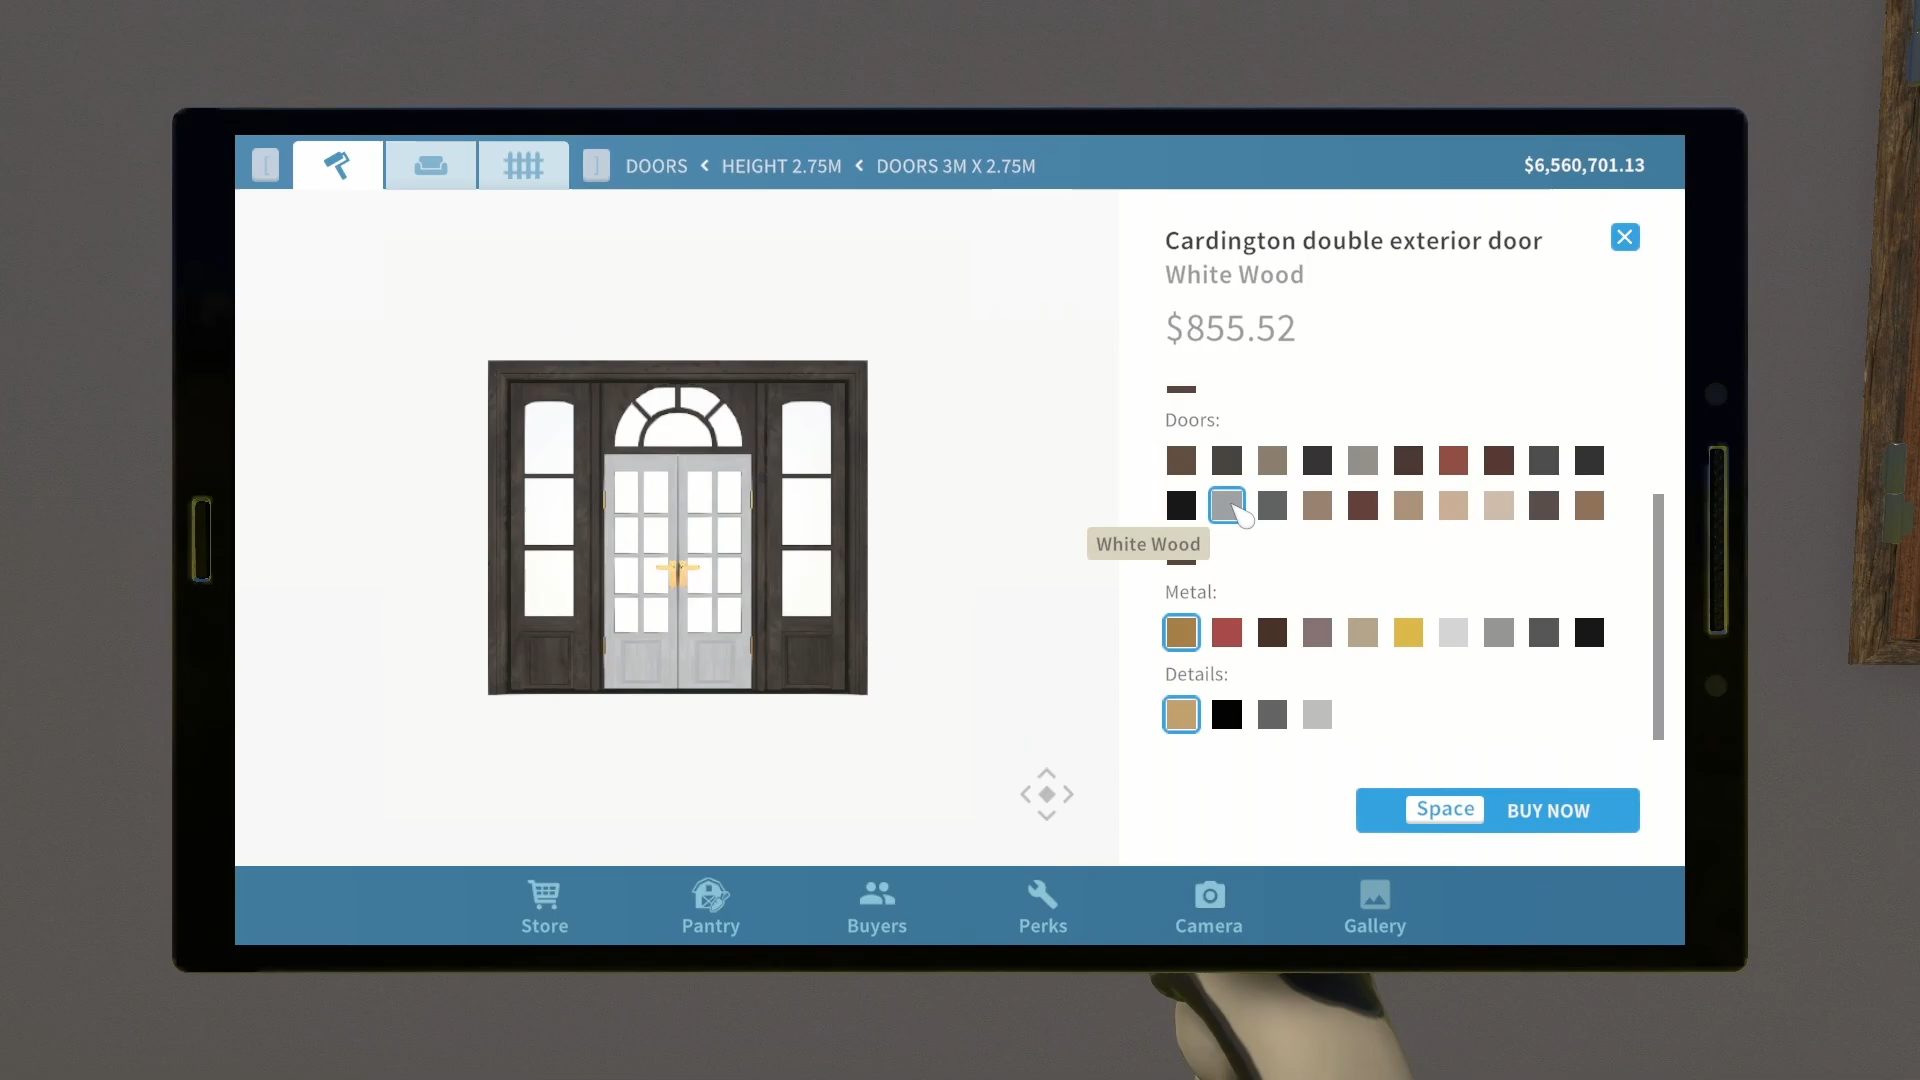 [
]
DOORS < HEIGHT 2.75M < DOORS 3M X 2.75M
$6,560,701.13
Cardington double exterior door
White Wood
$855.52
Doors:
White Wood
Metal:
Details:
Space BUY NOW
Store
Pantry
Buyers
Perks
Camera
Gallery